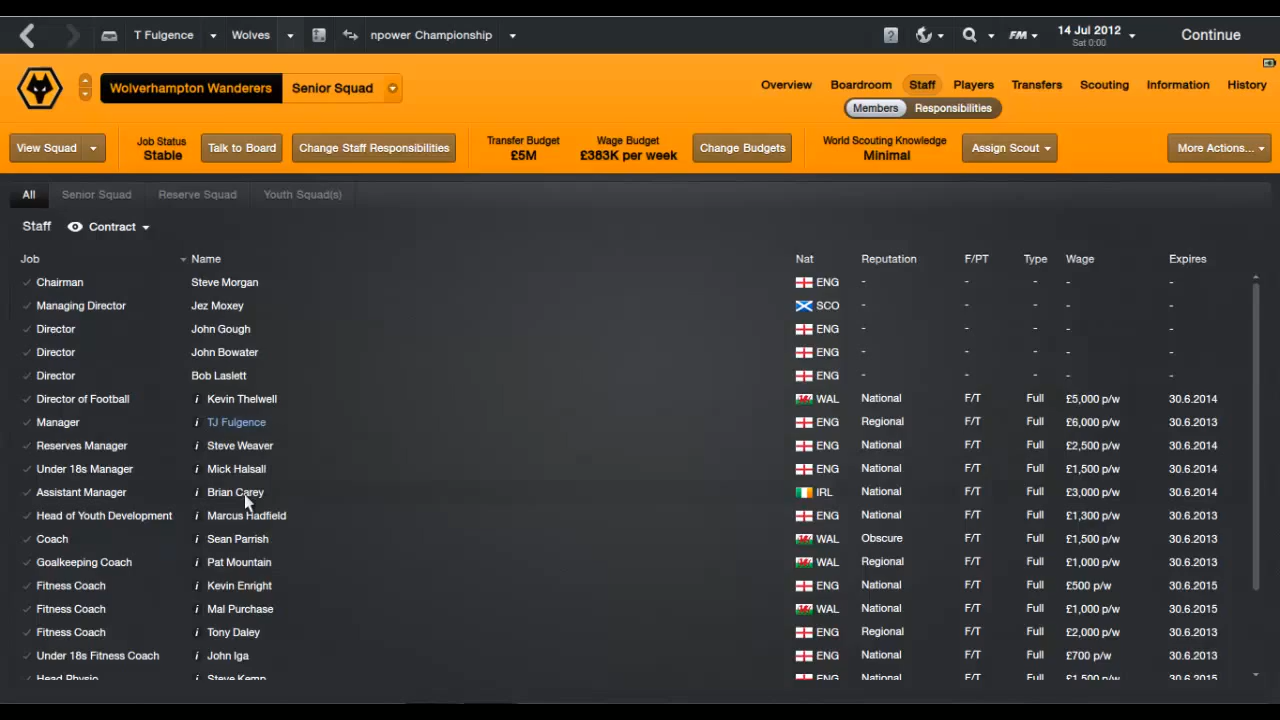 T Fulgence Wolves npower Championship ? FM 14 Jul 2012 Continue
Sat 0:00
Wolverhampton Wanderers Senior Squad Overview Boardroom Staff Players Transfers Scouting Information History
Members Responsibilities
View Squad Job Status Stable Talk to Board Change Staff Responsibilities Transfer Budget £5M Wage Budget £383K per week Change Budgets World Scouting Knowledge Minimal Assign Scout More Actions...
All Senior Squad Reserve Squad Youth Squad(s)
Staff Contract
Job Name Nat Reputation F/PT Type Wage Expires
Chairman Steve Morgan ENG - - - - -
Managing Director Jez Moxey SCO - - - - -
Director John Gough ENG - - - - -
Director John Bowater ENG - - - - -
Director Bob Laslett ENG - - - - -
Director of Football i Kevin Thelwell WAL National F/T Full £5,000 p/w 30.6.2014
Manager i TJ Fulgence ENG Regional F/T Full £6,000 p/w 30.6.2013
Reserves Manager i Steve Weaver ENG National F/T Full £2,500 p/w 30.6.2014
Under 18s Manager i Mick Halsall ENG National F/T Full £1,500 p/w 30.6.2014
Assistant Manager i Brian Carey IRL National F/T Full £3,000 p/w 30.6.2014
Head of Youth Development i Marcus Hadfield ENG National F/T Full £1,300 p/w 30.6.2013
Coach i Sean Parrish WAL Obscure F/T Full £1,500 p/w 30.6.2013
Goalkeeping Coach i Pat Mountain WAL Regional F/T Full £1,000 p/w 30.6.2013
Fitness Coach i Kevin Enright ENG National F/T Full £500 p/w 30.6.2015
Fitness Coach i Mal Purchase WAL National F/T Full £1,000 p/w 30.6.2015
Fitness Coach i Tony Daley ENG Regional F/T Full £2,000 p/w 30.6.2013
Under 18s Fitness Coach i John Iga ENG National F/T Full £700 p/w 30.6.2013
Head Physio i Steve Kemp ENG National F/T Full £1,500 p/w 30.6.2015